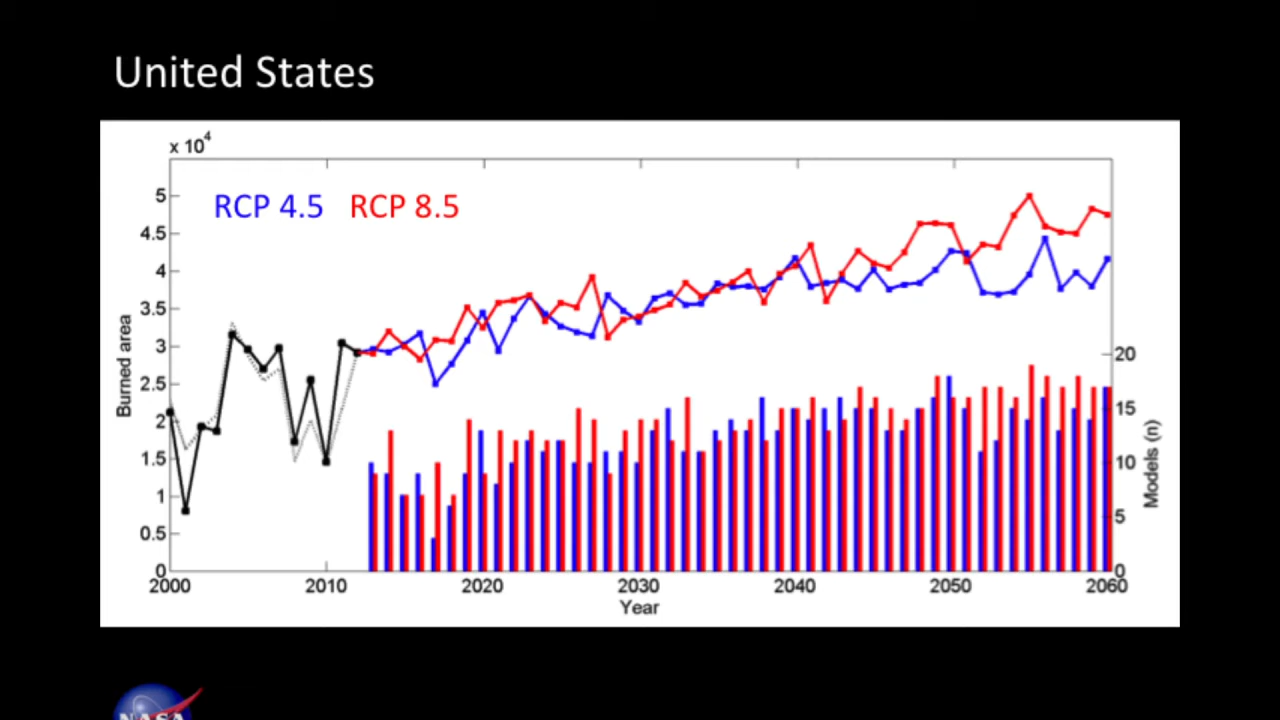 United States
x 10⁴
RCP 4.5 RCP 8.5
5
4.5
4
3.5
3
2.5
2
1.5
1
0.5
0
Burned area
20
15
10
5
0
Models (n)
2000 2010 2020 2030 2040 2050 2060
Year
NASA